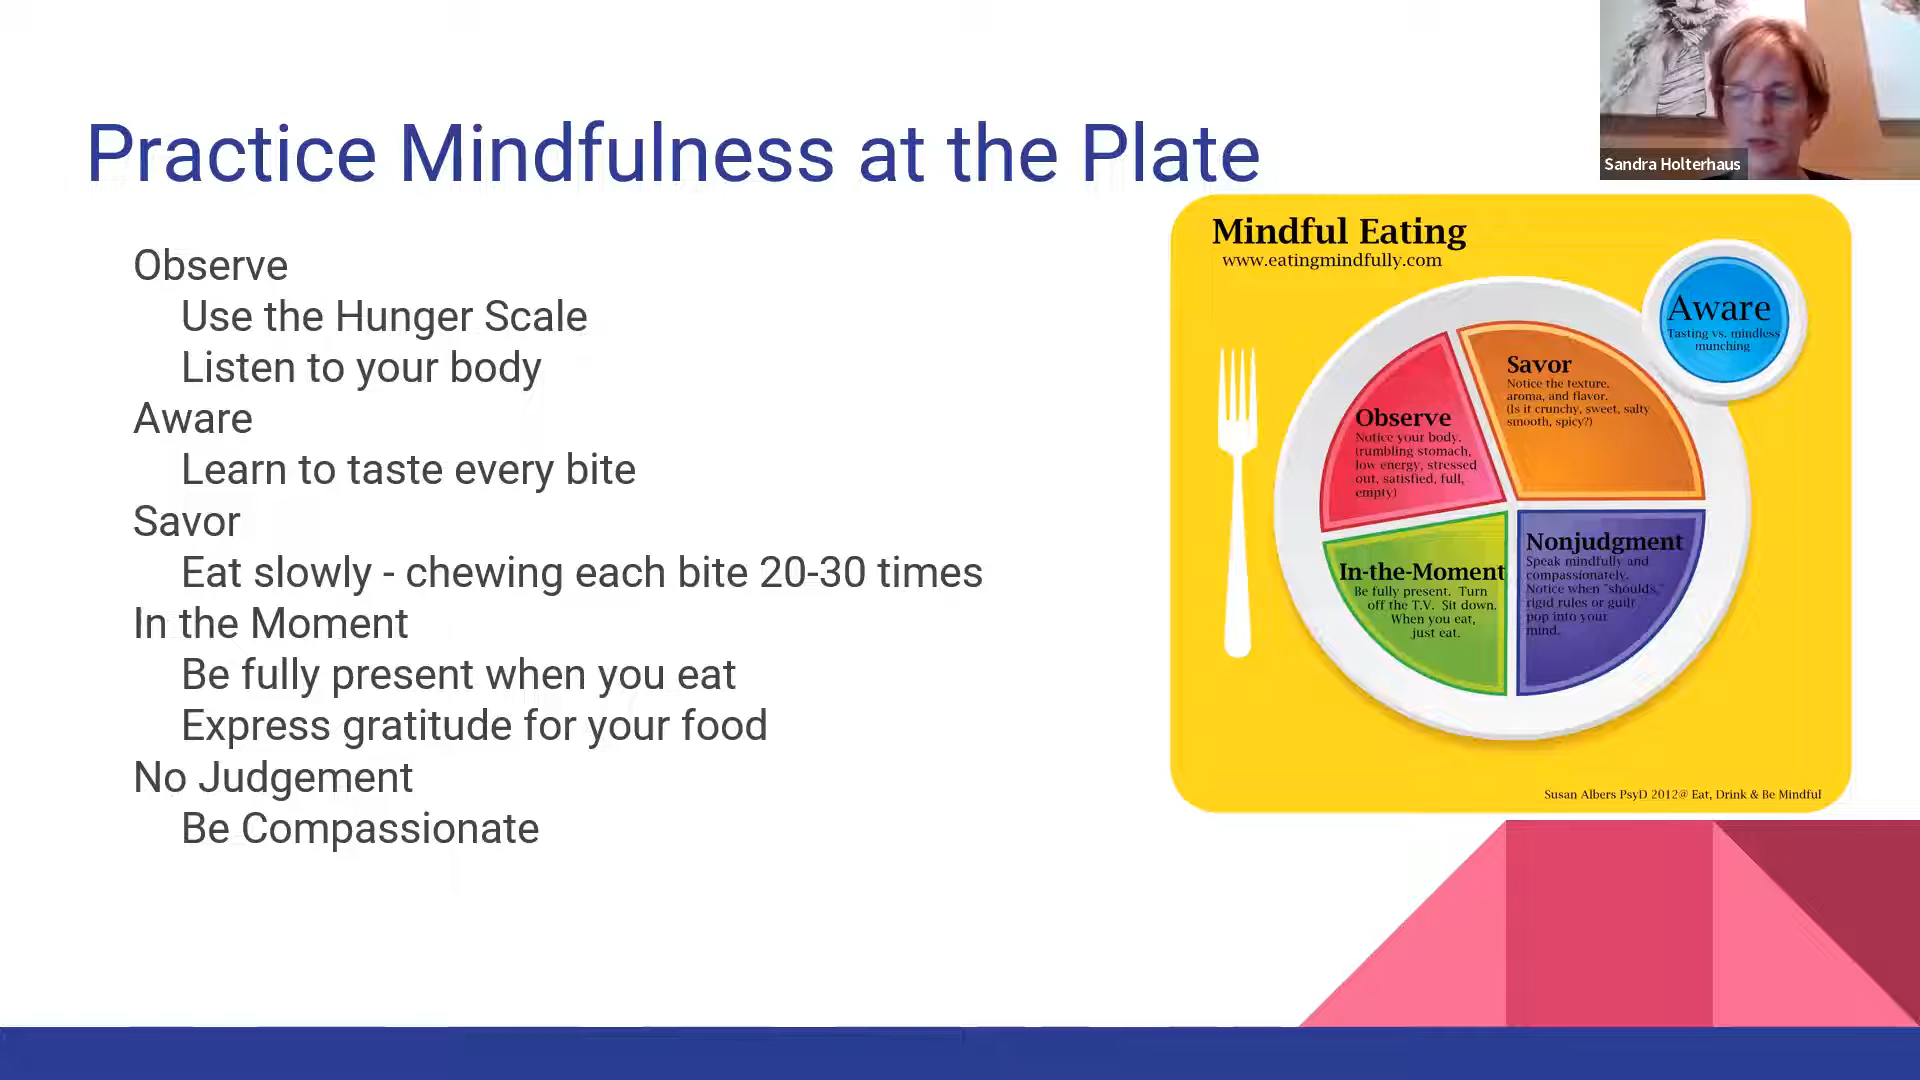 Practice Mindfulness at the Plate
Sandra Holterhaus
Observe
Use the Hunger Scale
Listen to your body
Aware
Learn to taste every bite
Savor
Eat slowly - chewing each bite 20-30 times
In the Moment
Be fully present when you eat
Express gratitude for your food
No Judgement
Be Compassionate
Mindful Eating
www.eatingmindfully.com
Aware
Tasting vs. mindless
munching
Savor
Notice the texture,
aroma, and flavor.
(Is it crunchy, sweet, salty
smooth, spicy?)
Observe
Notice your body.
(rumbling stomach,
low energy, stressed
out, satisfied, full,
empty)
In-the-Moment
Be fully present. Turn
off the T.V. Sit down.
When you eat,
just eat.
Nonjudgment
Speak mindfully and
compassionately.
Notice when "shoulds,"
rigid rules or guilt
pop into your
mind.
Susan Albers PsyD 2012@ Eat, Drink & Be Mindful